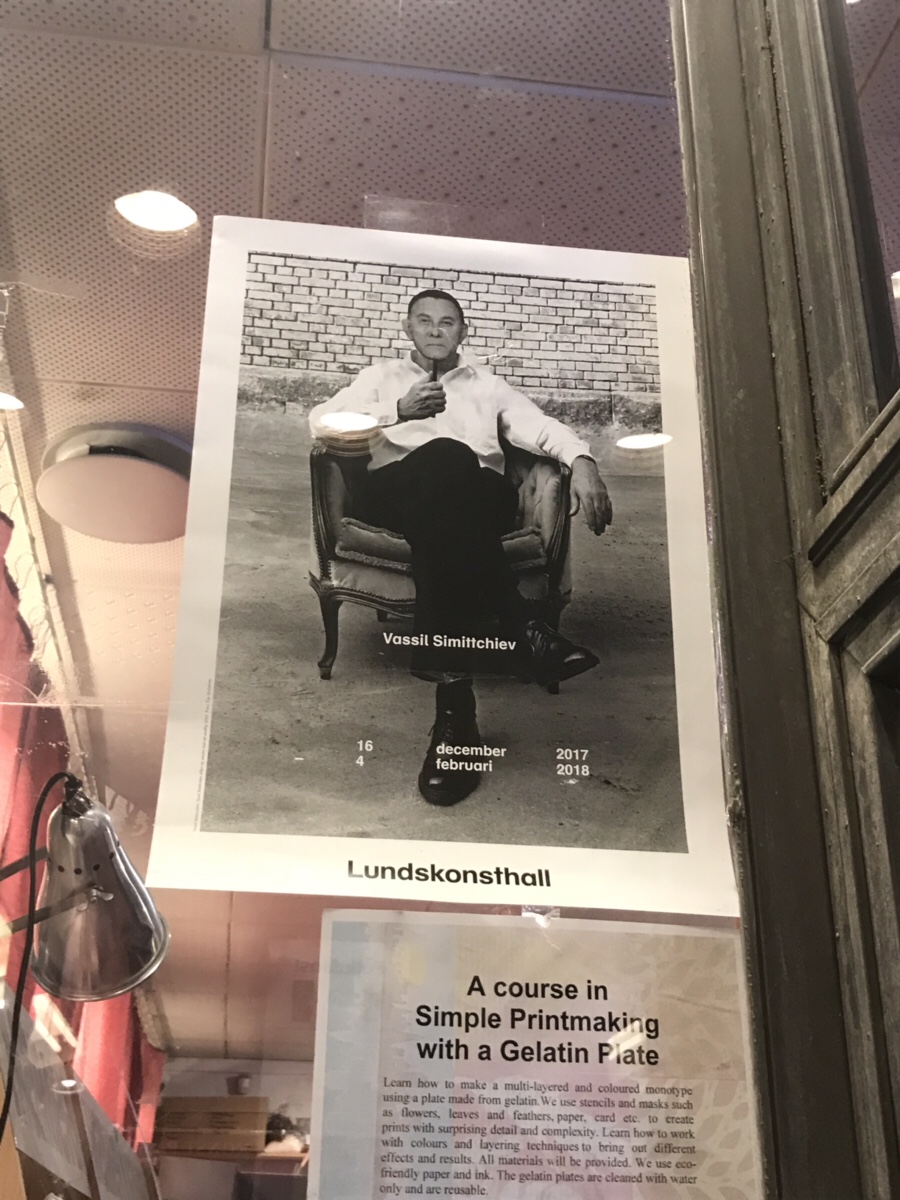 Vassil Simittchiev
16 december 2017
– 4 februari 2018
Lundskonsthall
A course in
Simple Printmaking
with a Gelatin Plate
Learn how to make a multi-layered and coloured monotype
using a plate made from gelatin. We use stencils and masks such
as flowers, leaves and feathers, paper, card etc. to create
prints with surprising detail and complexity. Learn how to work
with colours and layering techniques to bring out different
effects and results. All materials will be provided. We use eco-
friendly paper and ink. The gelatin plates are cleaned with water
only and are reusable.